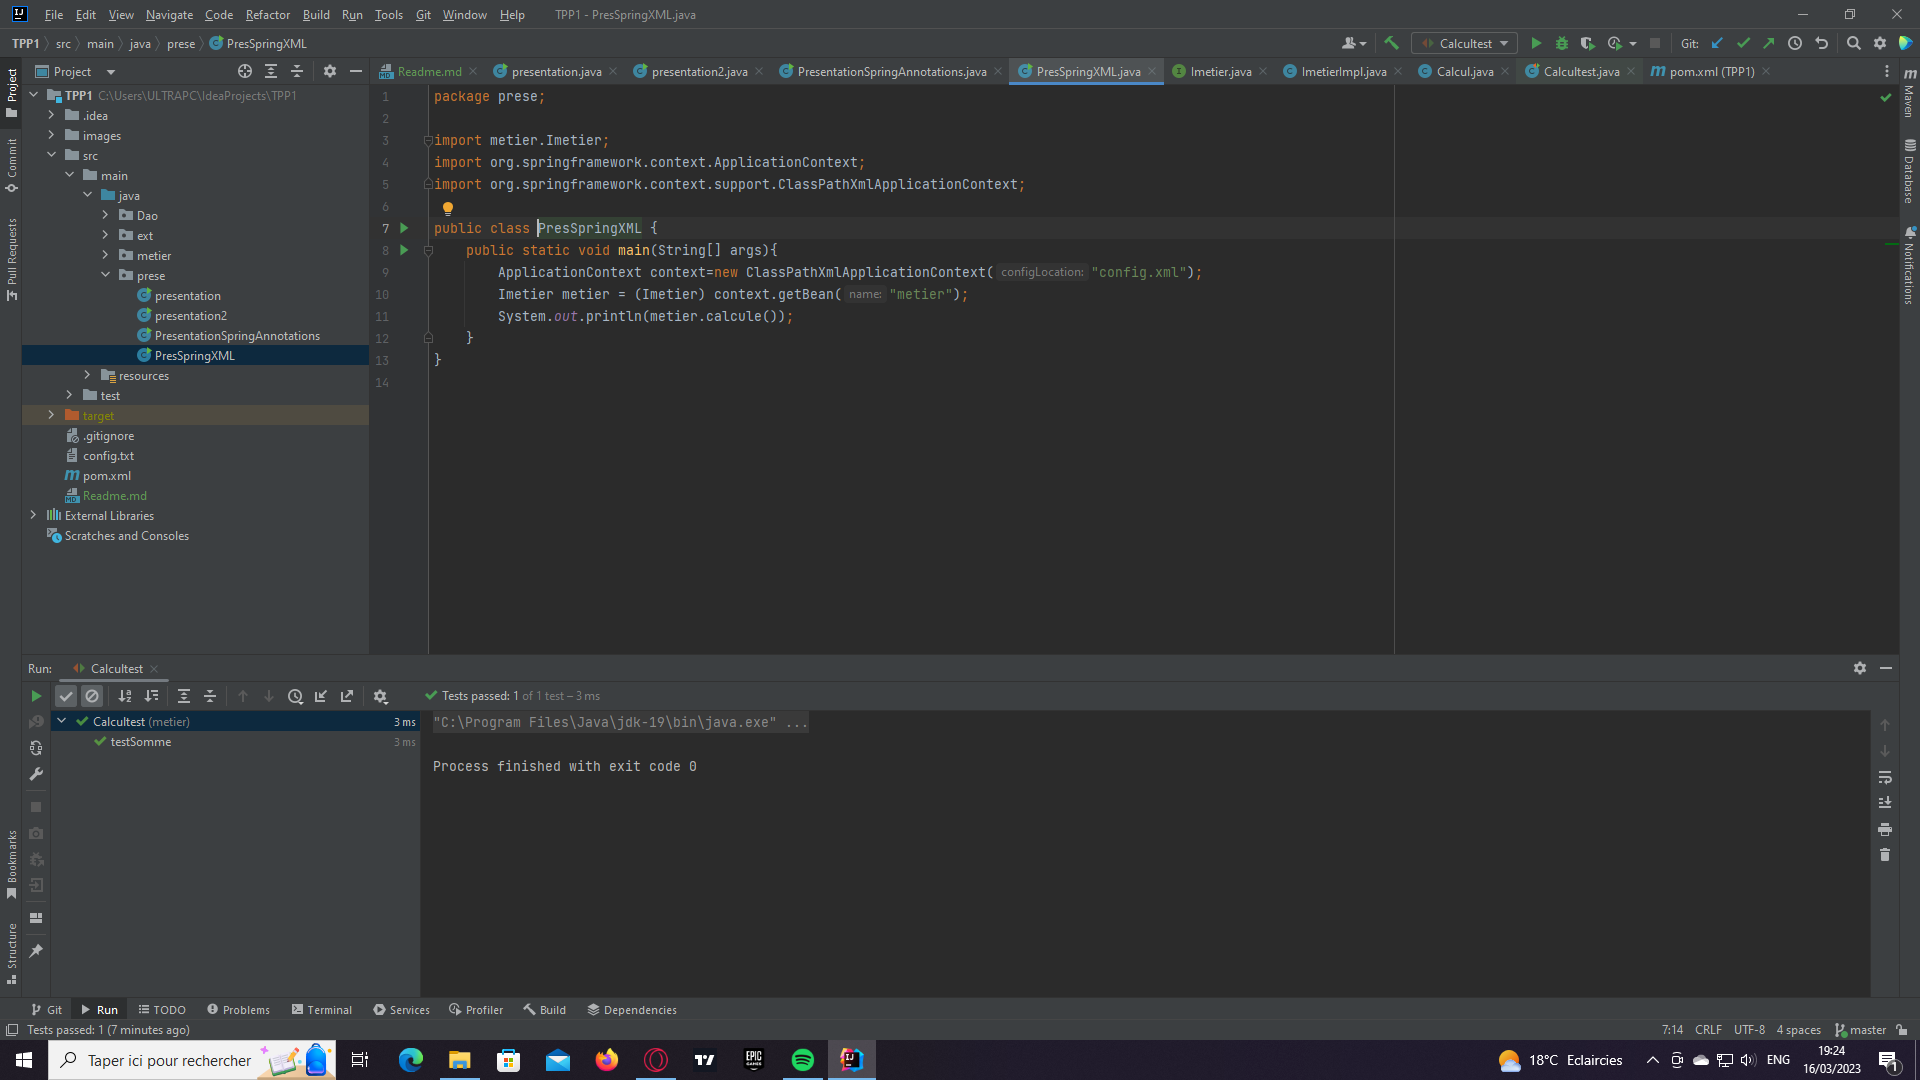 File Edit View Navigate Code Refactor Build Run Tools Git Window Help TPP1 - PresSpringXML.java
TPP1 src main java prese PresSpringXML
Calcultest
Git:
Project
Readme.md presentation.java presentation2.java PresentationSpringAnnotations.java PresSpringXML.java Imetier.java ImetierImpl.java Calcul.java Calcultest.java pom.xml (TPP1)
Project
Commit
Pull Requests
Bookmarks
Structure
TPP1 C:\Users\ULTRAPC\IdeaProjects\TPP1
.idea
images
src
main
java
Dao
ext
metier
prese
presentation
presentation2
PresentationSpringAnnotations
PresSpringXML
resources
test
target
.gitignore
config.txt
pom.xml
Readme.md
External Libraries
Scratches and Consoles
1 package prese;
2
3 import metier.Imetier;
4 import org.springframework.context.ApplicationContext;
5 import org.springframework.context.support.ClassPathXmlApplicationContext;
6
7 public class PresSpringXML {
8 public static void main(String[] args){
9 ApplicationContext context=new ClassPathXmlApplicationContext( configLocation: "config.xml");
10 Imetier metier = (Imetier) context.getBean( name: "metier");
11 System.out.println(metier.calcule());
12 }
13 }
14
Maven
Database
Notifications
Run: Calcultest
Tests passed: 1 of 1 test – 3 ms
Calcultest (metier) 3 ms
testSomme 3 ms
"C:\Program Files\Java\jdk-19\bin\java.exe" ...
Process finished with exit code 0
Git Run TODO Problems Terminal Services Profiler Build Dependencies
Tests passed: 1 (7 minutes ago)
7:14 CRLF UTF-8 4 spaces master
Taper ici pour rechercher
EPIC GAMES
18°C Eclaircies
ENG
19:24
16/03/2023
1